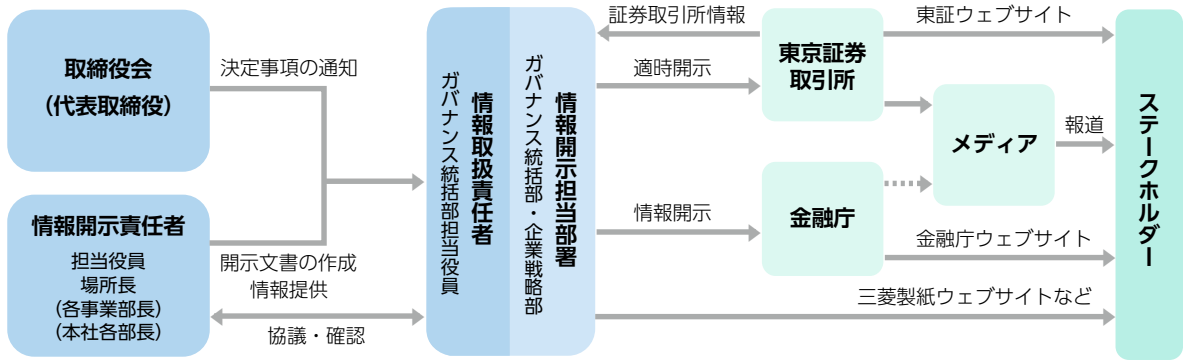 取締役会
（代表取締役）
決定事項の通知
情報開示責任者
担当役員
場所長
(各事業部長)
(本社各部長)
開示文書の作成
情報提供
協議・確認
情報取扱責任者
ガバナンス統括部担当役員
情報開示担当部署
ガバナンス統括部・企業戦略部
証券取引所情報
適時開示
情報開示
東京証券
取引所
金融庁
メディア
東証ウェブサイト
報道
金融庁ウェブサイト
三菱製紙ウェブサイトなど
ステークホルダー